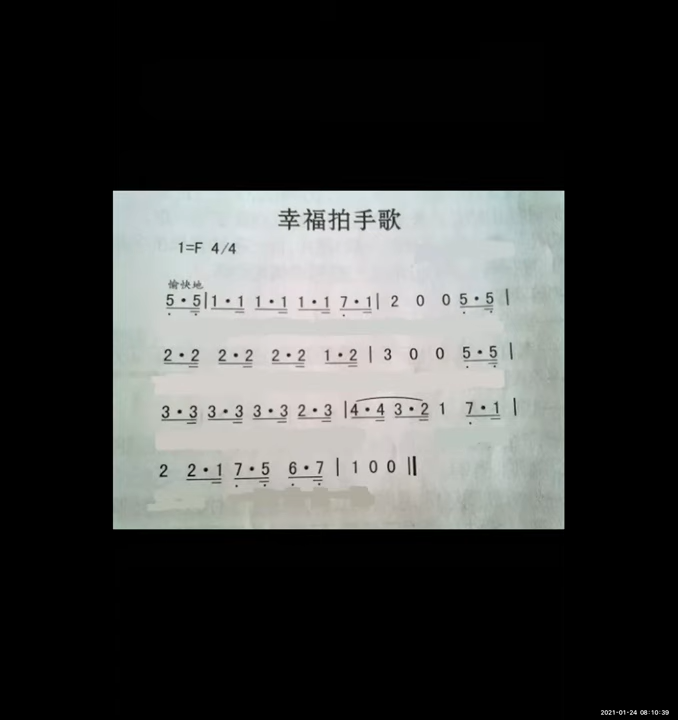 幸福拍手歌
1=F 4/4
愉快地
5·5|1·1 1·1 1·1 7·1| 2 0 0 5·5 |
2·2 2·2 2·2 1·2 | 3 0 0 5·5 |
3·3 3·3 3·3 2·3 |4·4 3·2 1 7·1 |
2 2·1 7·5 6·7 | 1 0 0 ‖
2021-01-24 08:10:39